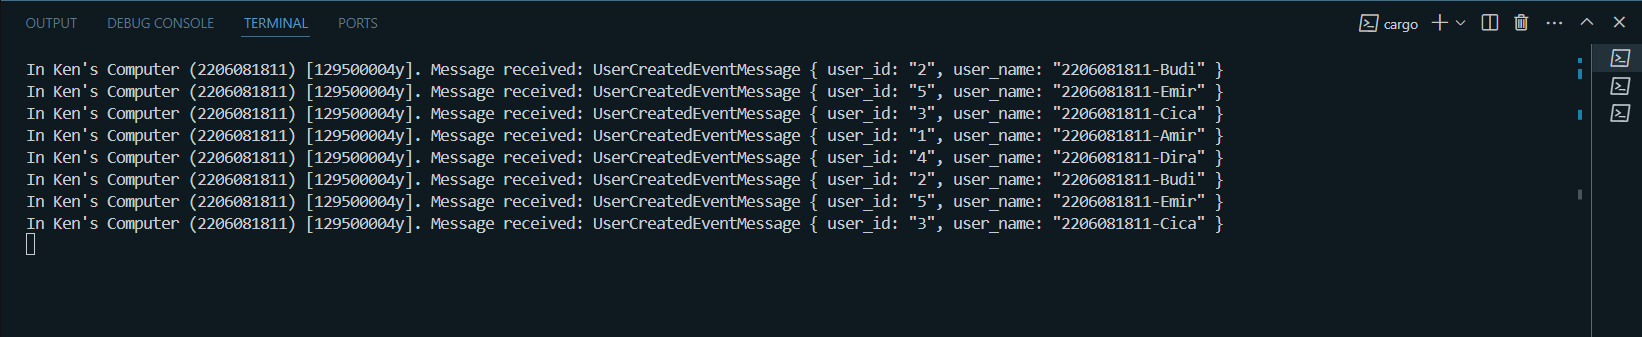 OUTPUT DEBUG CONSOLE TERMINAL PORTS cargo
In Ken's Computer (2206081811) [129500004y]. Message received: UserCreatedEventMessage { user_id: "2", user_name: "2206081811-Budi" }
In Ken's Computer (2206081811) [129500004y]. Message received: UserCreatedEventMessage { user_id: "5", user_name: "2206081811-Emir" }
In Ken's Computer (2206081811) [129500004y]. Message received: UserCreatedEventMessage { user_id: "3", user_name: "2206081811-Cica" }
In Ken's Computer (2206081811) [129500004y]. Message received: UserCreatedEventMessage { user_id: "1", user_name: "2206081811-Amir" }
In Ken's Computer (2206081811) [129500004y]. Message received: UserCreatedEventMessage { user_id: "4", user_name: "2206081811-Dira" }
In Ken's Computer (2206081811) [129500004y]. Message received: UserCreatedEventMessage { user_id: "2", user_name: "2206081811-Budi" }
In Ken's Computer (2206081811) [129500004y]. Message received: UserCreatedEventMessage { user_id: "5", user_name: "2206081811-Emir" }
In Ken's Computer (2206081811) [129500004y]. Message received: UserCreatedEventMessage { user_id: "3", user_name: "2206081811-Cica" }